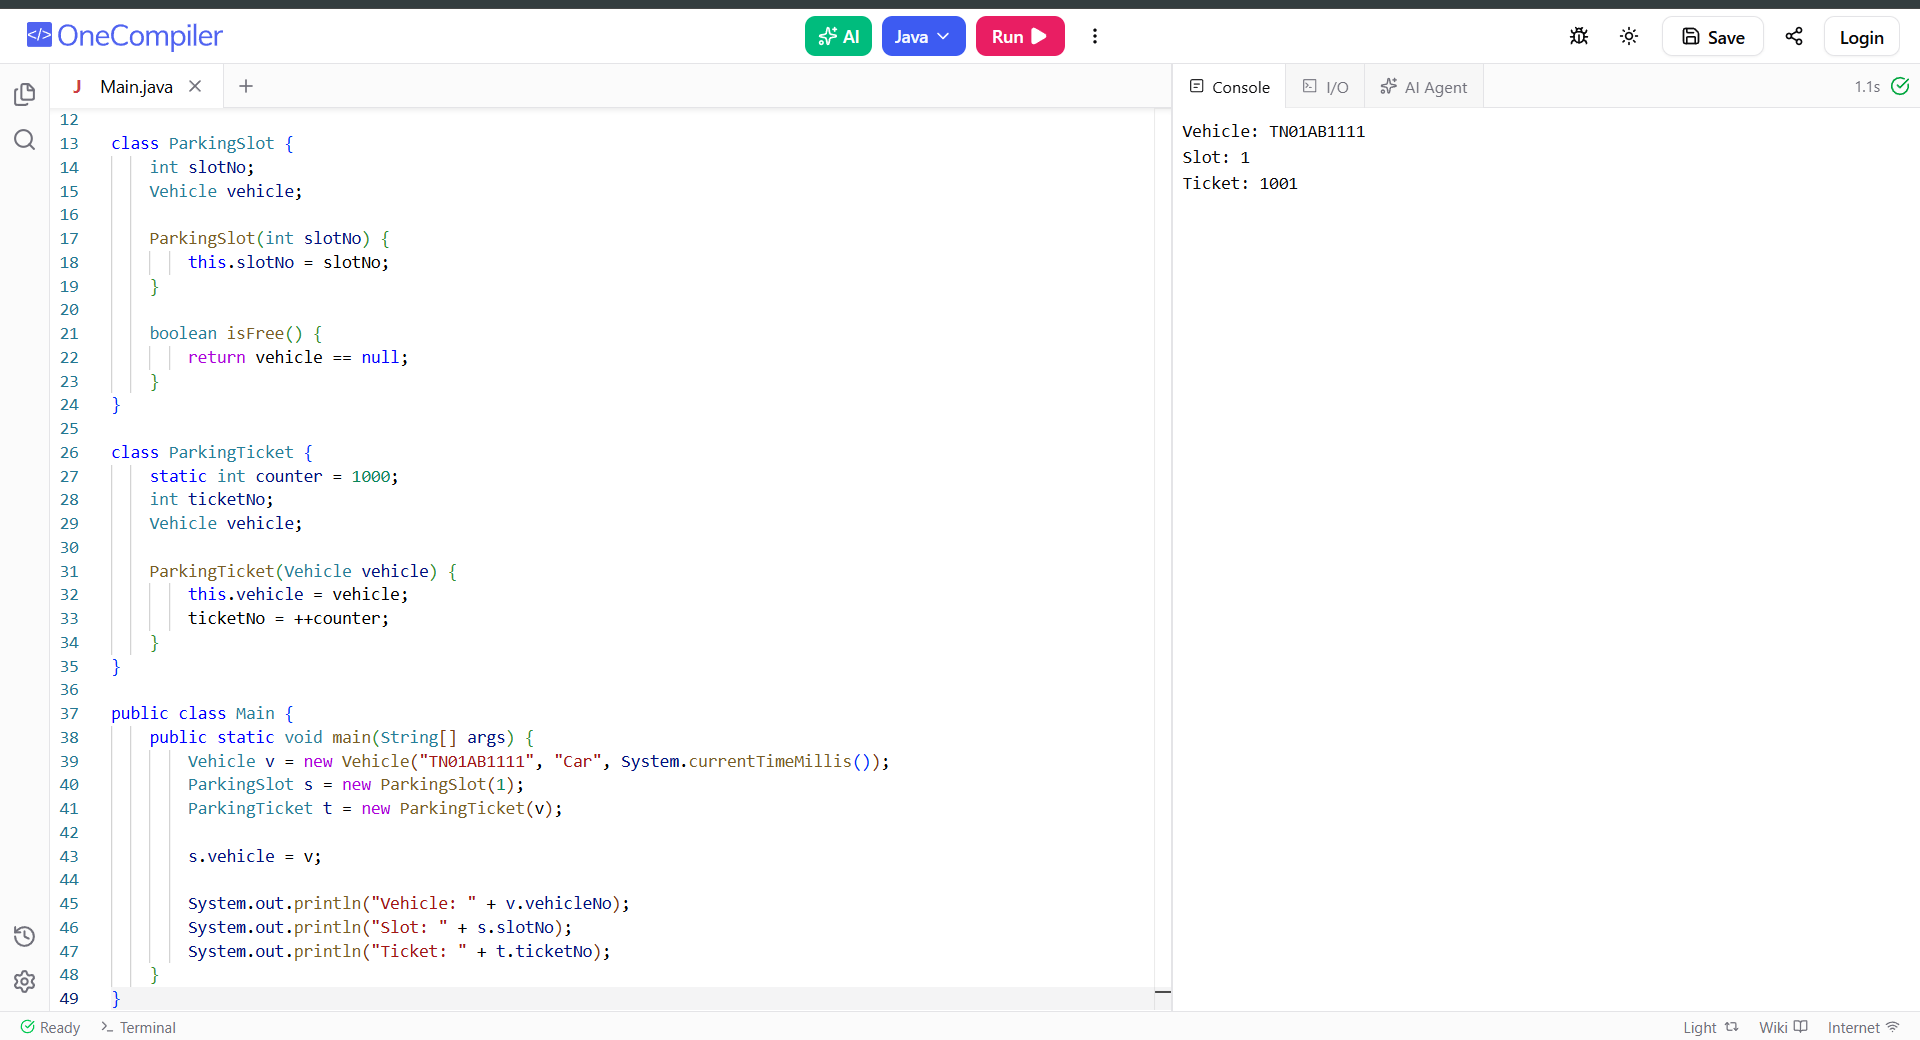 OneCompiler
AI
Java
Run
Save
Login
J Main.java
Console
I/O
AI Agent
1.1s
12
13 class ParkingSlot {
14 int slotNo;
15 Vehicle vehicle;
16
17 ParkingSlot(int slotNo) {
18 this.slotNo = slotNo;
19 }
20
21 boolean isFree() {
22 return vehicle == null;
23 }
24 }
25
26 class ParkingTicket {
27 static int counter = 1000;
28 int ticketNo;
29 Vehicle vehicle;
30
31 ParkingTicket(Vehicle vehicle) {
32 this.vehicle = vehicle;
33 ticketNo = ++counter;
34 }
35 }
36
37 public class Main {
38 public static void main(String[] args) {
39 Vehicle v = new Vehicle("TN01AB1111", "Car", System.currentTimeMillis());
40 ParkingSlot s = new ParkingSlot(1);
41 ParkingTicket t = new ParkingTicket(v);
42
43 s.vehicle = v;
44
45 System.out.println("Vehicle: " + v.vehicleNo);
46 System.out.println("Slot: " + s.slotNo);
47 System.out.println("Ticket: " + t.ticketNo);
48 }
49 }
Vehicle: TN01AB1111
Slot: 1
Ticket: 1001
Ready
Terminal
Light
Wiki
Internet